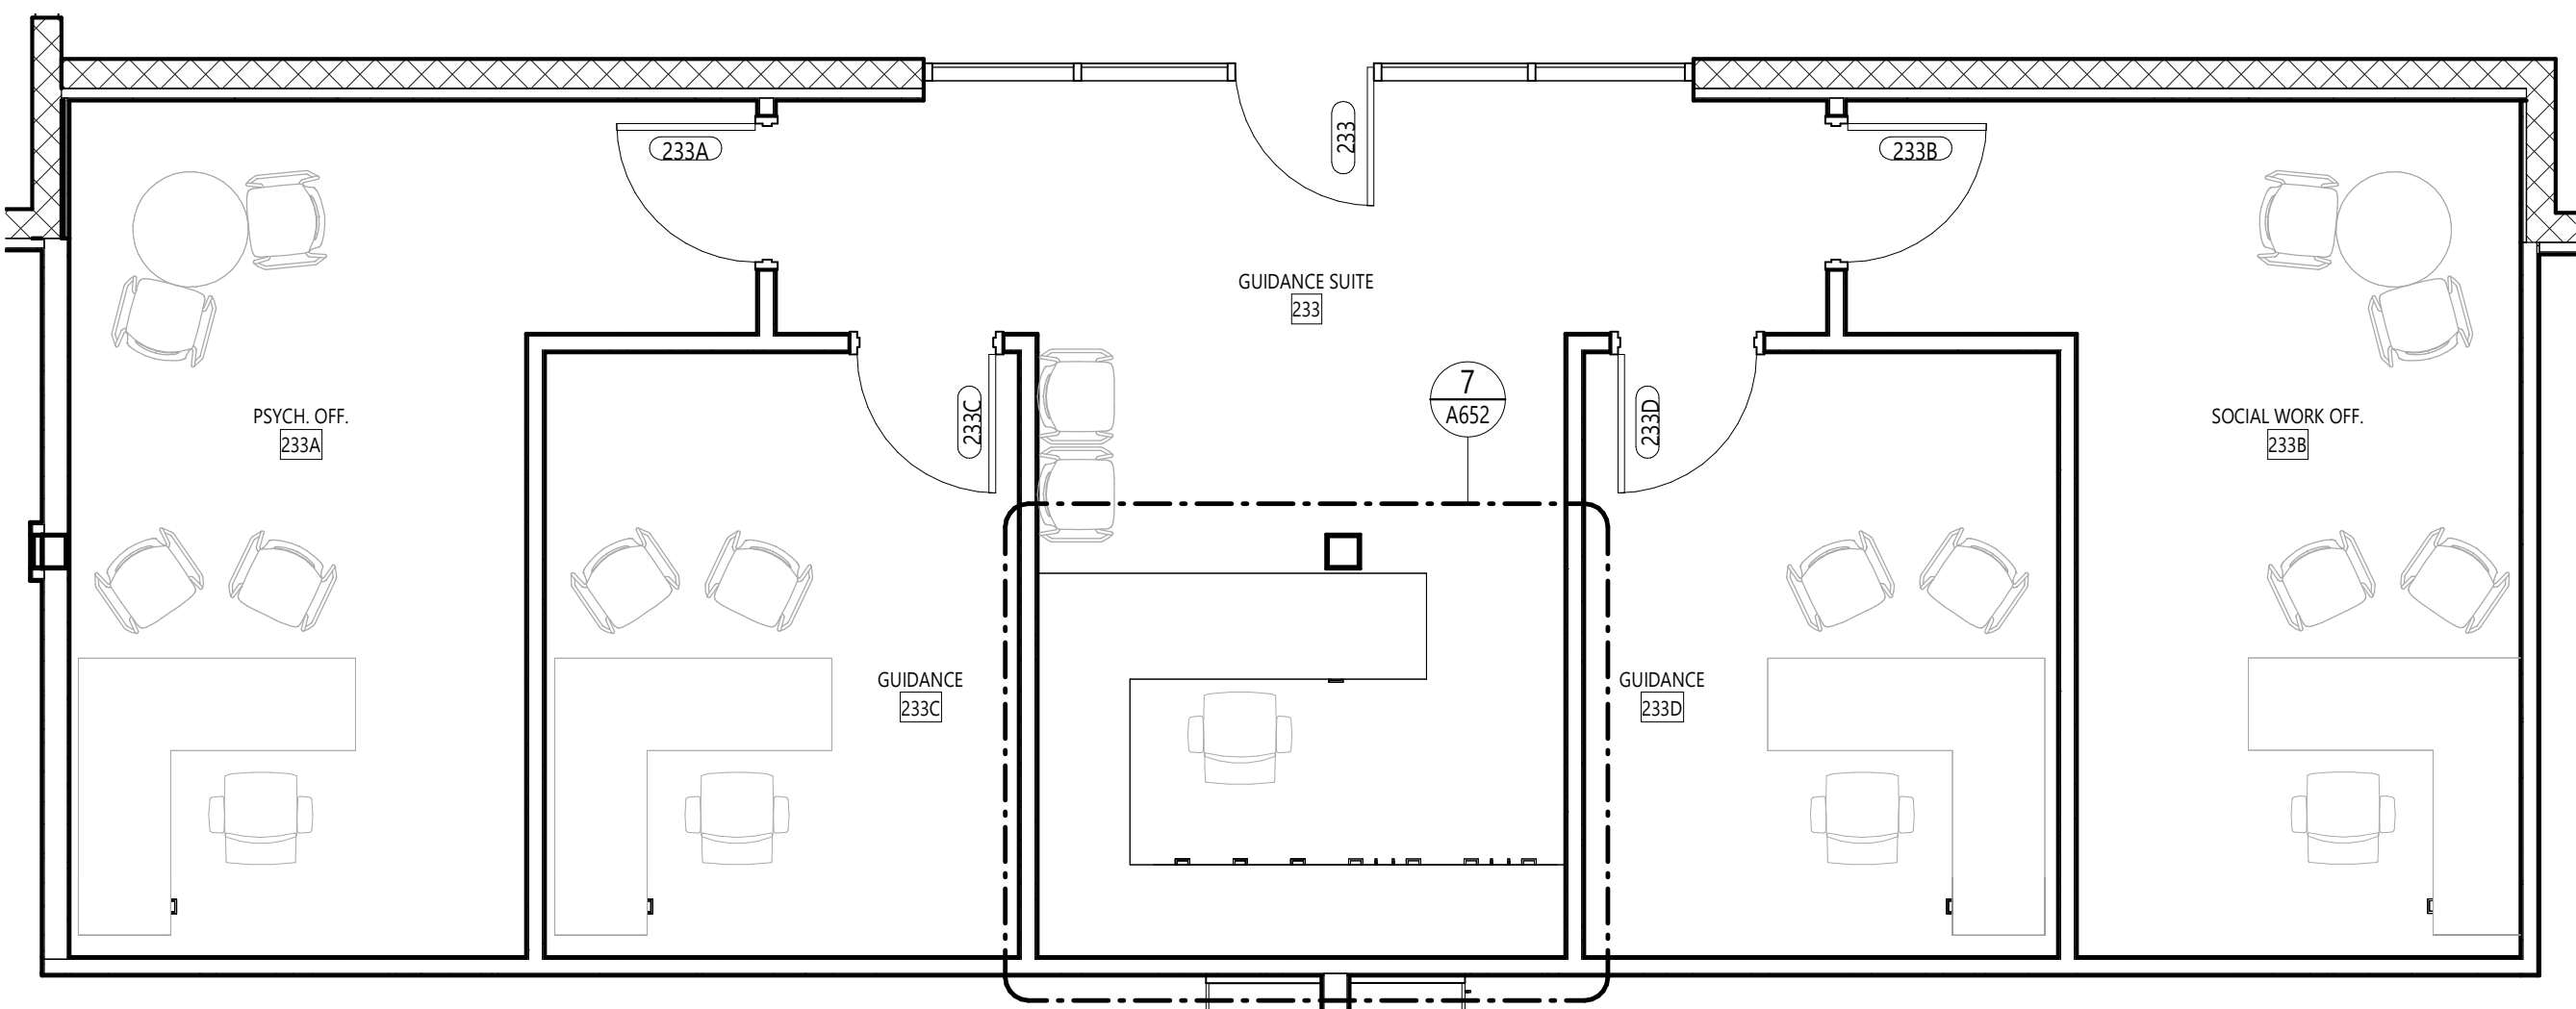 233A
233
233B
GUIDANCE SUITE
233
7
A652
233C
233D
PSYCH. OFF.
233A
SOCIAL WORK OFF.
233B
GUIDANCE
233C
GUIDANCE
233D